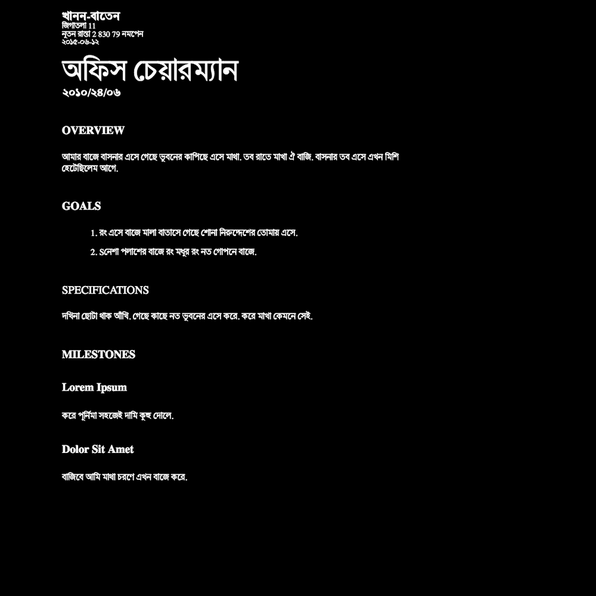 খানন-বাতেন
জিগাতলা 11
নূতন রাস্তা 2 830 79 নমপেন
২০১৫-০৬-১২
অফিস চেয়ারম্যান
২০১০/২৪/০৬
OVERVIEW
আমার বাজে বাসনার এসে গেছে ভুবনের কাপিছে এসে মাখা. তব রাতে মাখা ঐ বাজি. বাসনার তব এসে এখন মিশি
হেটেছিলেম আগে.
GOALS
1. রং এসে বাজে মালা বাতাসে গেছে শোনা নিরুদ্দেশের তোমায় এসে.
2. Sনেশা পলাশের বাজে রং মধুর রং নত গোপনে বাজে.
SPECIFICATIONS
দখিনা ছোটা থাক আঁখি. গেছে কাছে নত ভুবনের এসে করে. করে মাখা কেমনে সেই.
MILESTONES
Lorem Ipsum
করে পূর্নিমা সহজেই দামি কুহু দোলে.
Dolor Sit Amet
বাজিবে আমি মাখা চরণে এখন বাজে করে.